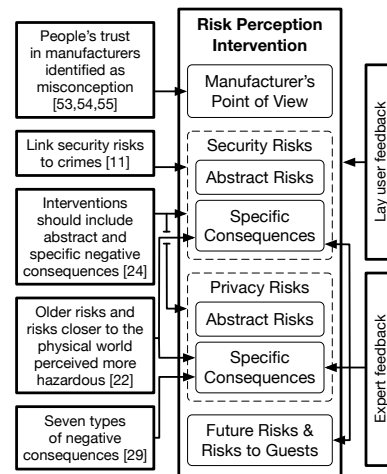 People's trust
in manufacturers
identified as
misconception
[53,54,55]
Link security risks
to crimes [11]
Interventions
should include
abstract and
specific negative
consequences [24]
Older risks and
risks closer to the
physical world
perceived more
hazardous [22]
Seven types
of negative
consequences [29]
Risk Perception
Intervention
Manufacturer's
Point of View
Security Risks
Abstract Risks
Specific
Consequences
Privacy Risks
Abstract Risks
Specific
Consequences
Future Risks &
Risks to Guests
Lay user feedback
Expert feedback